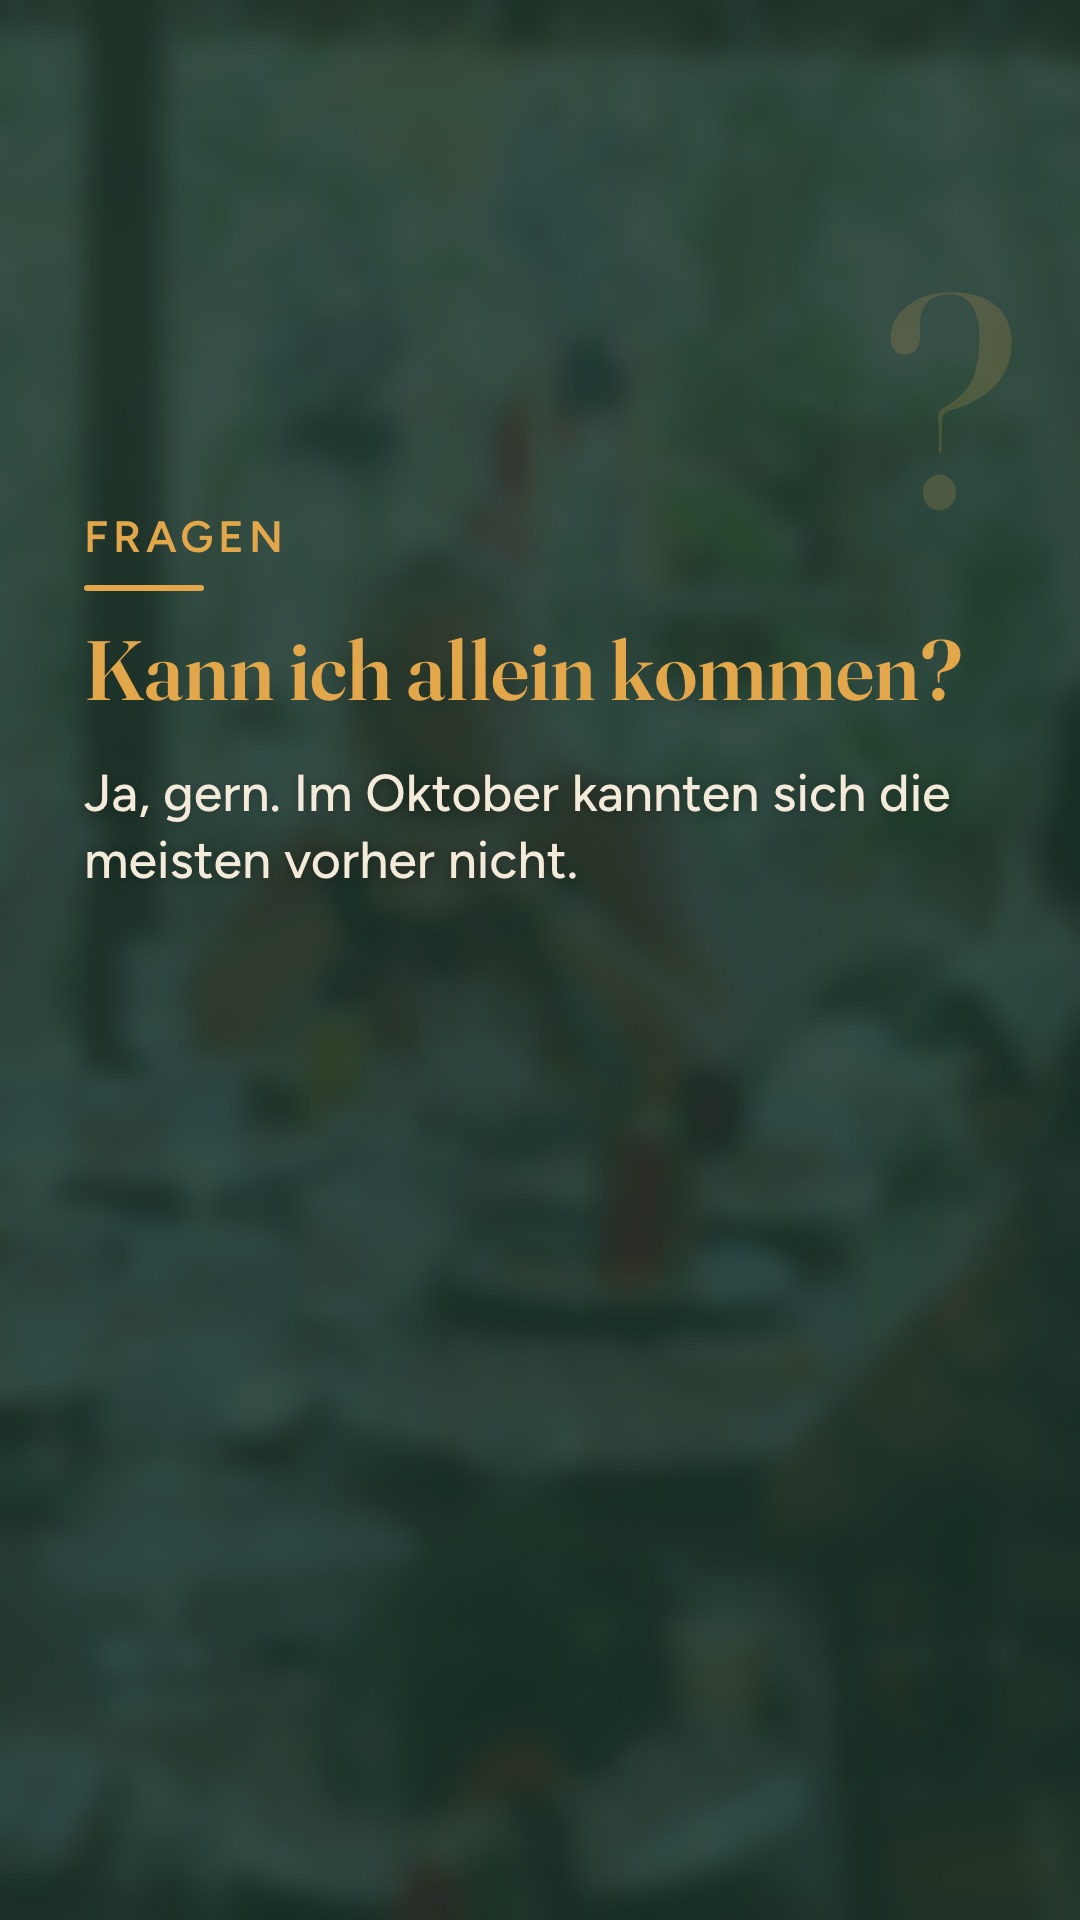 ?
FRAGEN
Kann ich allein kommen?
Ja, gern. Im Oktober kannten sich die
meisten vorher nicht.